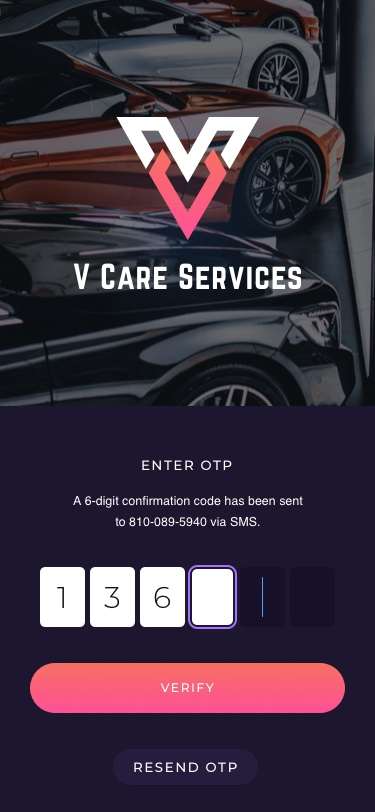 V Care Services
ENTER OTP
A 6-digit confirmation code has been sent
to 810-089-5940 via SMS.
1 3 6
VERIFY
RESEND OTP